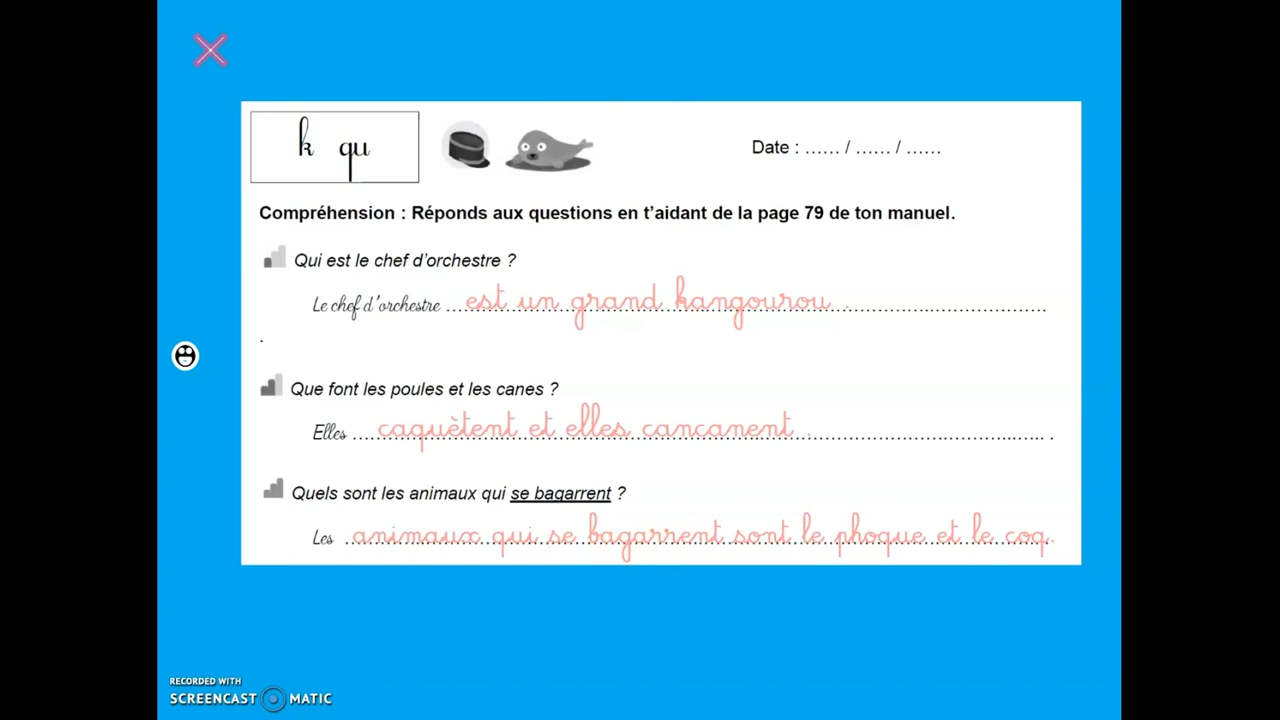 k qu
Date : ...... / ...... / ......
Compréhension : Réponds aux questions en t'aidant de la page 79 de ton manuel.
Qui est le chef d'orchestre ?
Le chef d'orchestre est un grand kangourou .
.
Que font les poules et les canes ?
Elles caquètent et elles cancanent .
Quels sont les animaux qui se bagarrent ?
Les animaux qui se bagarrent sont le phoque et le coq.
RECORDED WITH
SCREENCAST MATIC